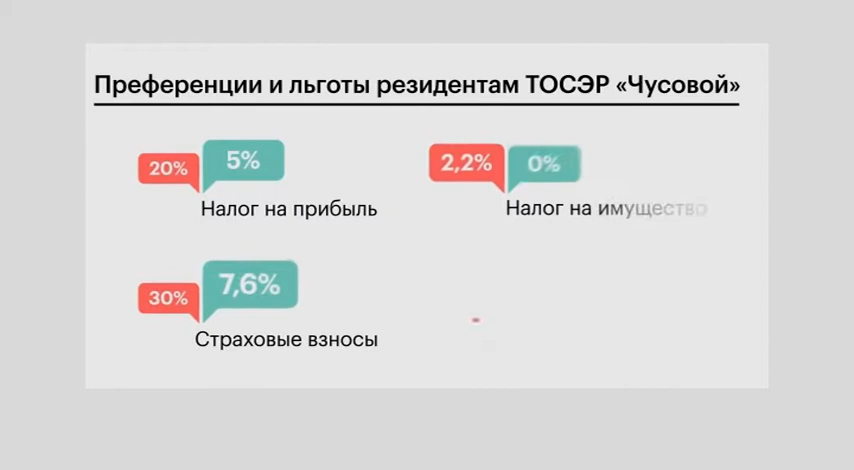 Преференции и льготы резидентам ТОСЭР «Чусовой»
20% 5%
Налог на прибыль
2,2% 0%
Налог на имущество
30% 7,6%
Страховые взносы